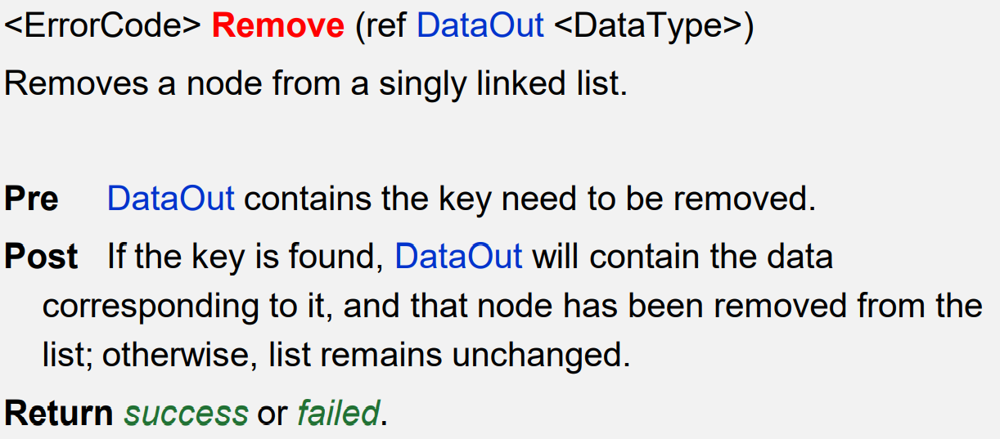 <ErrorCode> Remove (ref DataOut <DataType>)
Removes a node from a singly linked list.
Pre DataOut contains the key need to be removed.
Post If the key is found, DataOut will contain the data
corresponding to it, and that node has been removed from the
list; otherwise, list remains unchanged.
Return success or failed.